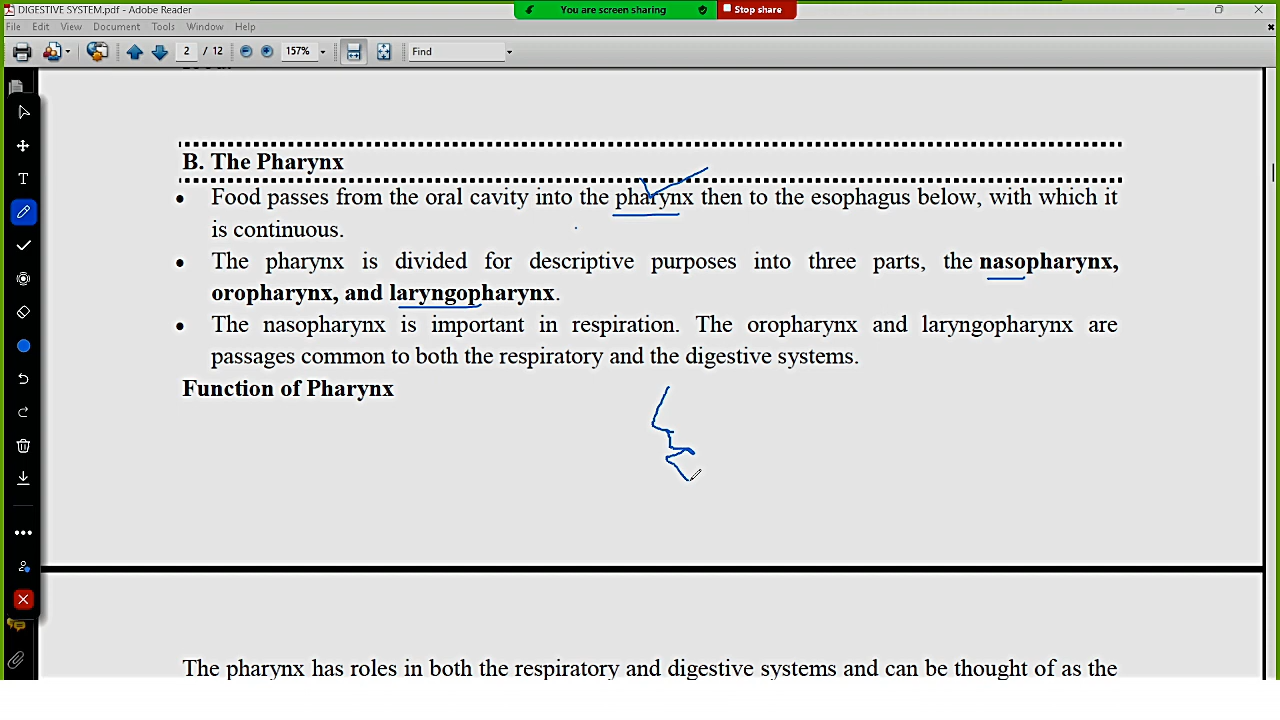 DIGESTIVE SYSTEM.pdf - Adobe Reader
You are screen sharing
Stop share
File Edit View Document Tools Window Help
2 / 12 157% Find
B. The Pharynx
• Food passes from the oral cavity into the pharynx then to the esophagus below, with which it
is continuous.
• The pharynx is divided for descriptive purposes into three parts, the nasopharynx,
oropharynx, and laryngopharynx.
• The nasopharynx is important in respiration. The oropharynx and laryngopharynx are
passages common to both the respiratory and the digestive systems.
Function of Pharynx
The pharynx has roles in both the respiratory and digestive systems and can be thought of as the